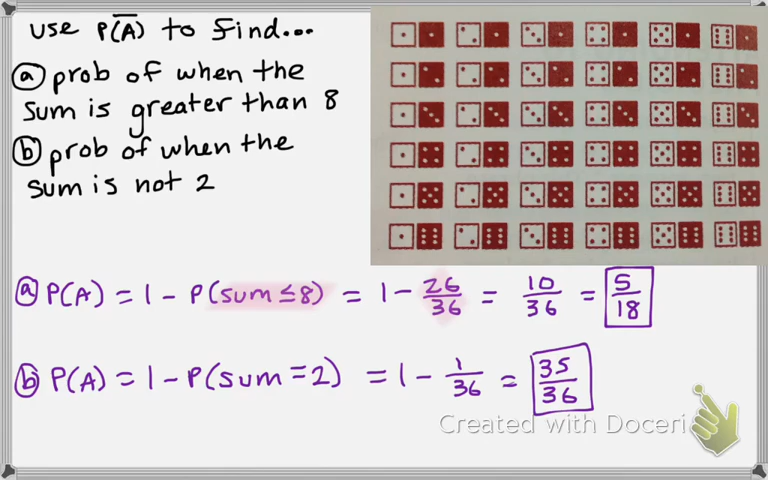 use P(A̅) to find...
ⓐ prob of when the
sum is greater than 8
ⓑ prob of when the
sum is not 2
ⓐ P(A) = 1 - P(sum ≤ 8) = 1 - 26/36 = 10/36 = 5/18
ⓑ P(A) = 1 - P(sum = 2) = 1 - 1/36 = 35/36
Created with Doceri